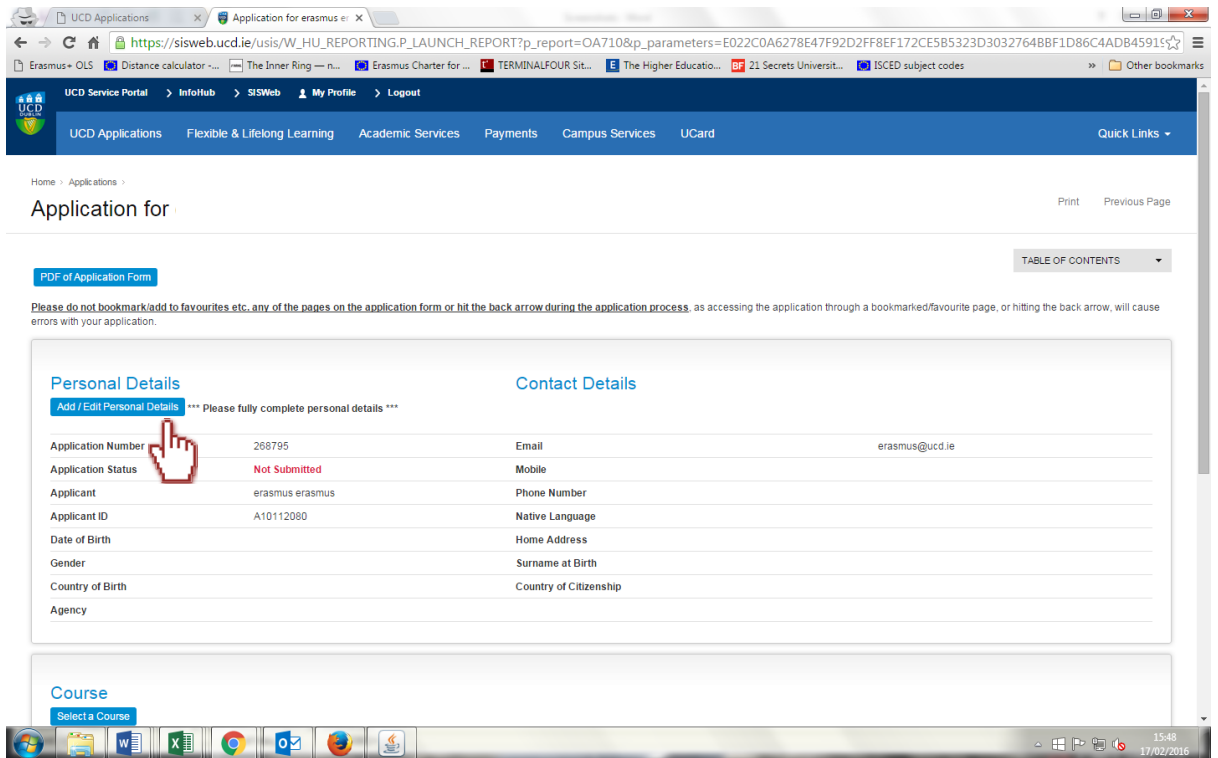 UCD Applications
Application for erasmus er
https://sisweb.ucd.ie/usis/W_HU_REPORTING.P_LAUNCH_REPORT?p_report=OA710&p_parameters=E022C0A6278E47F92D2FF8EF172CE5B5323D3032764BBF1D86C4ADB4591
Erasmus+ OLS Distance calculator -... The Inner Ring — n... Erasmus Charter for ... TERMINALFOUR Sit... The Higher Educatio... 21 Secrets Universit... ISCED subject codes » Other bookmarks
UCD Service Portal > InfoHub > SISWeb My Profile > Logout
UCD
DUBLIN
UCD Applications Flexible & Lifelong Learning Academic Services Payments Campus Services UCard Quick Links
Home > Applications >
Application for
Print Previous Page
TABLE OF CONTENTS
PDF of Application Form
Please do not bookmark/add to favourites etc. any of the pages on the application form or hit the back arrow during the application process, as accessing the application through a bookmarked/favourite page, or hitting the back arrow, will cause
errors with your application.
Personal Details
Add / Edit Personal Details *** Please fully complete personal details ***
Application Number 268795
Application Status Not Submitted
Applicant erasmus erasmus
Applicant ID A10112080
Date of Birth
Gender
Country of Birth
Agency
Contact Details
Email erasmus@ucd.ie
Mobile
Phone Number
Native Language
Home Address
Surname at Birth
Country of Citizenship
Course
Select a Course
15:48
17/02/2016